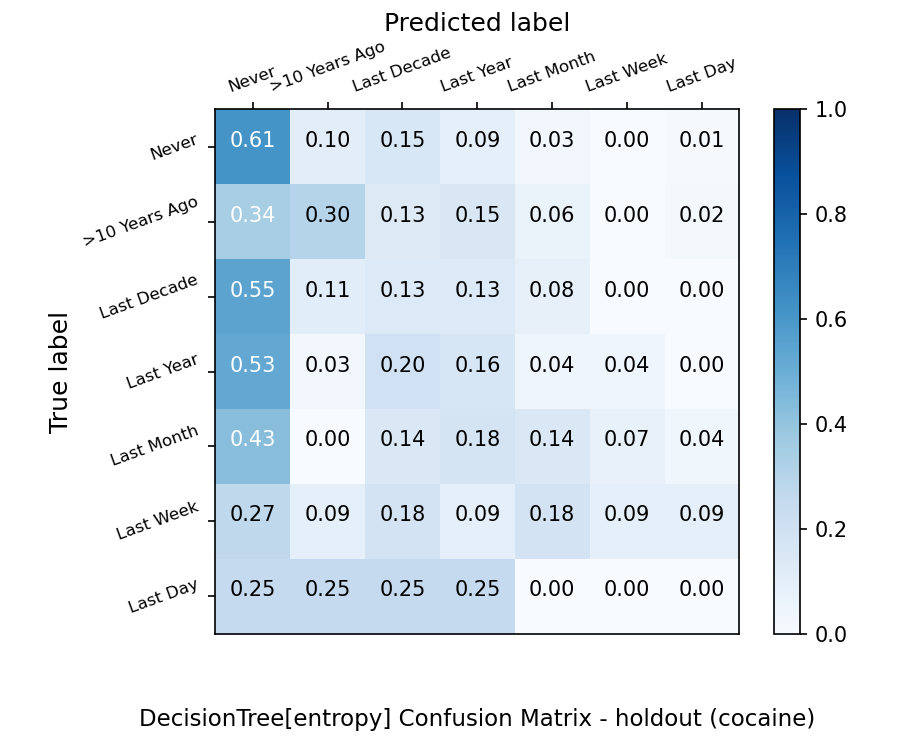 Predicted label
Never >10 Years Ago Last Decade Last Year Last Month Last Week Last Day
True label
Never 0.61 0.10 0.15 0.09 0.03 0.00 0.01
>10 Years Ago 0.34 0.30 0.13 0.15 0.06 0.00 0.02
Last Decade 0.55 0.11 0.13 0.13 0.08 0.00 0.00
Last Year 0.53 0.03 0.20 0.16 0.04 0.04 0.00
Last Month 0.43 0.00 0.14 0.18 0.14 0.07 0.04
Last Week 0.27 0.09 0.18 0.09 0.18 0.09 0.09
Last Day 0.25 0.25 0.25 0.25 0.00 0.00 0.00
1.0
0.8
0.6
0.4
0.2
0.0
DecisionTree[entropy] Confusion Matrix - holdout (cocaine)